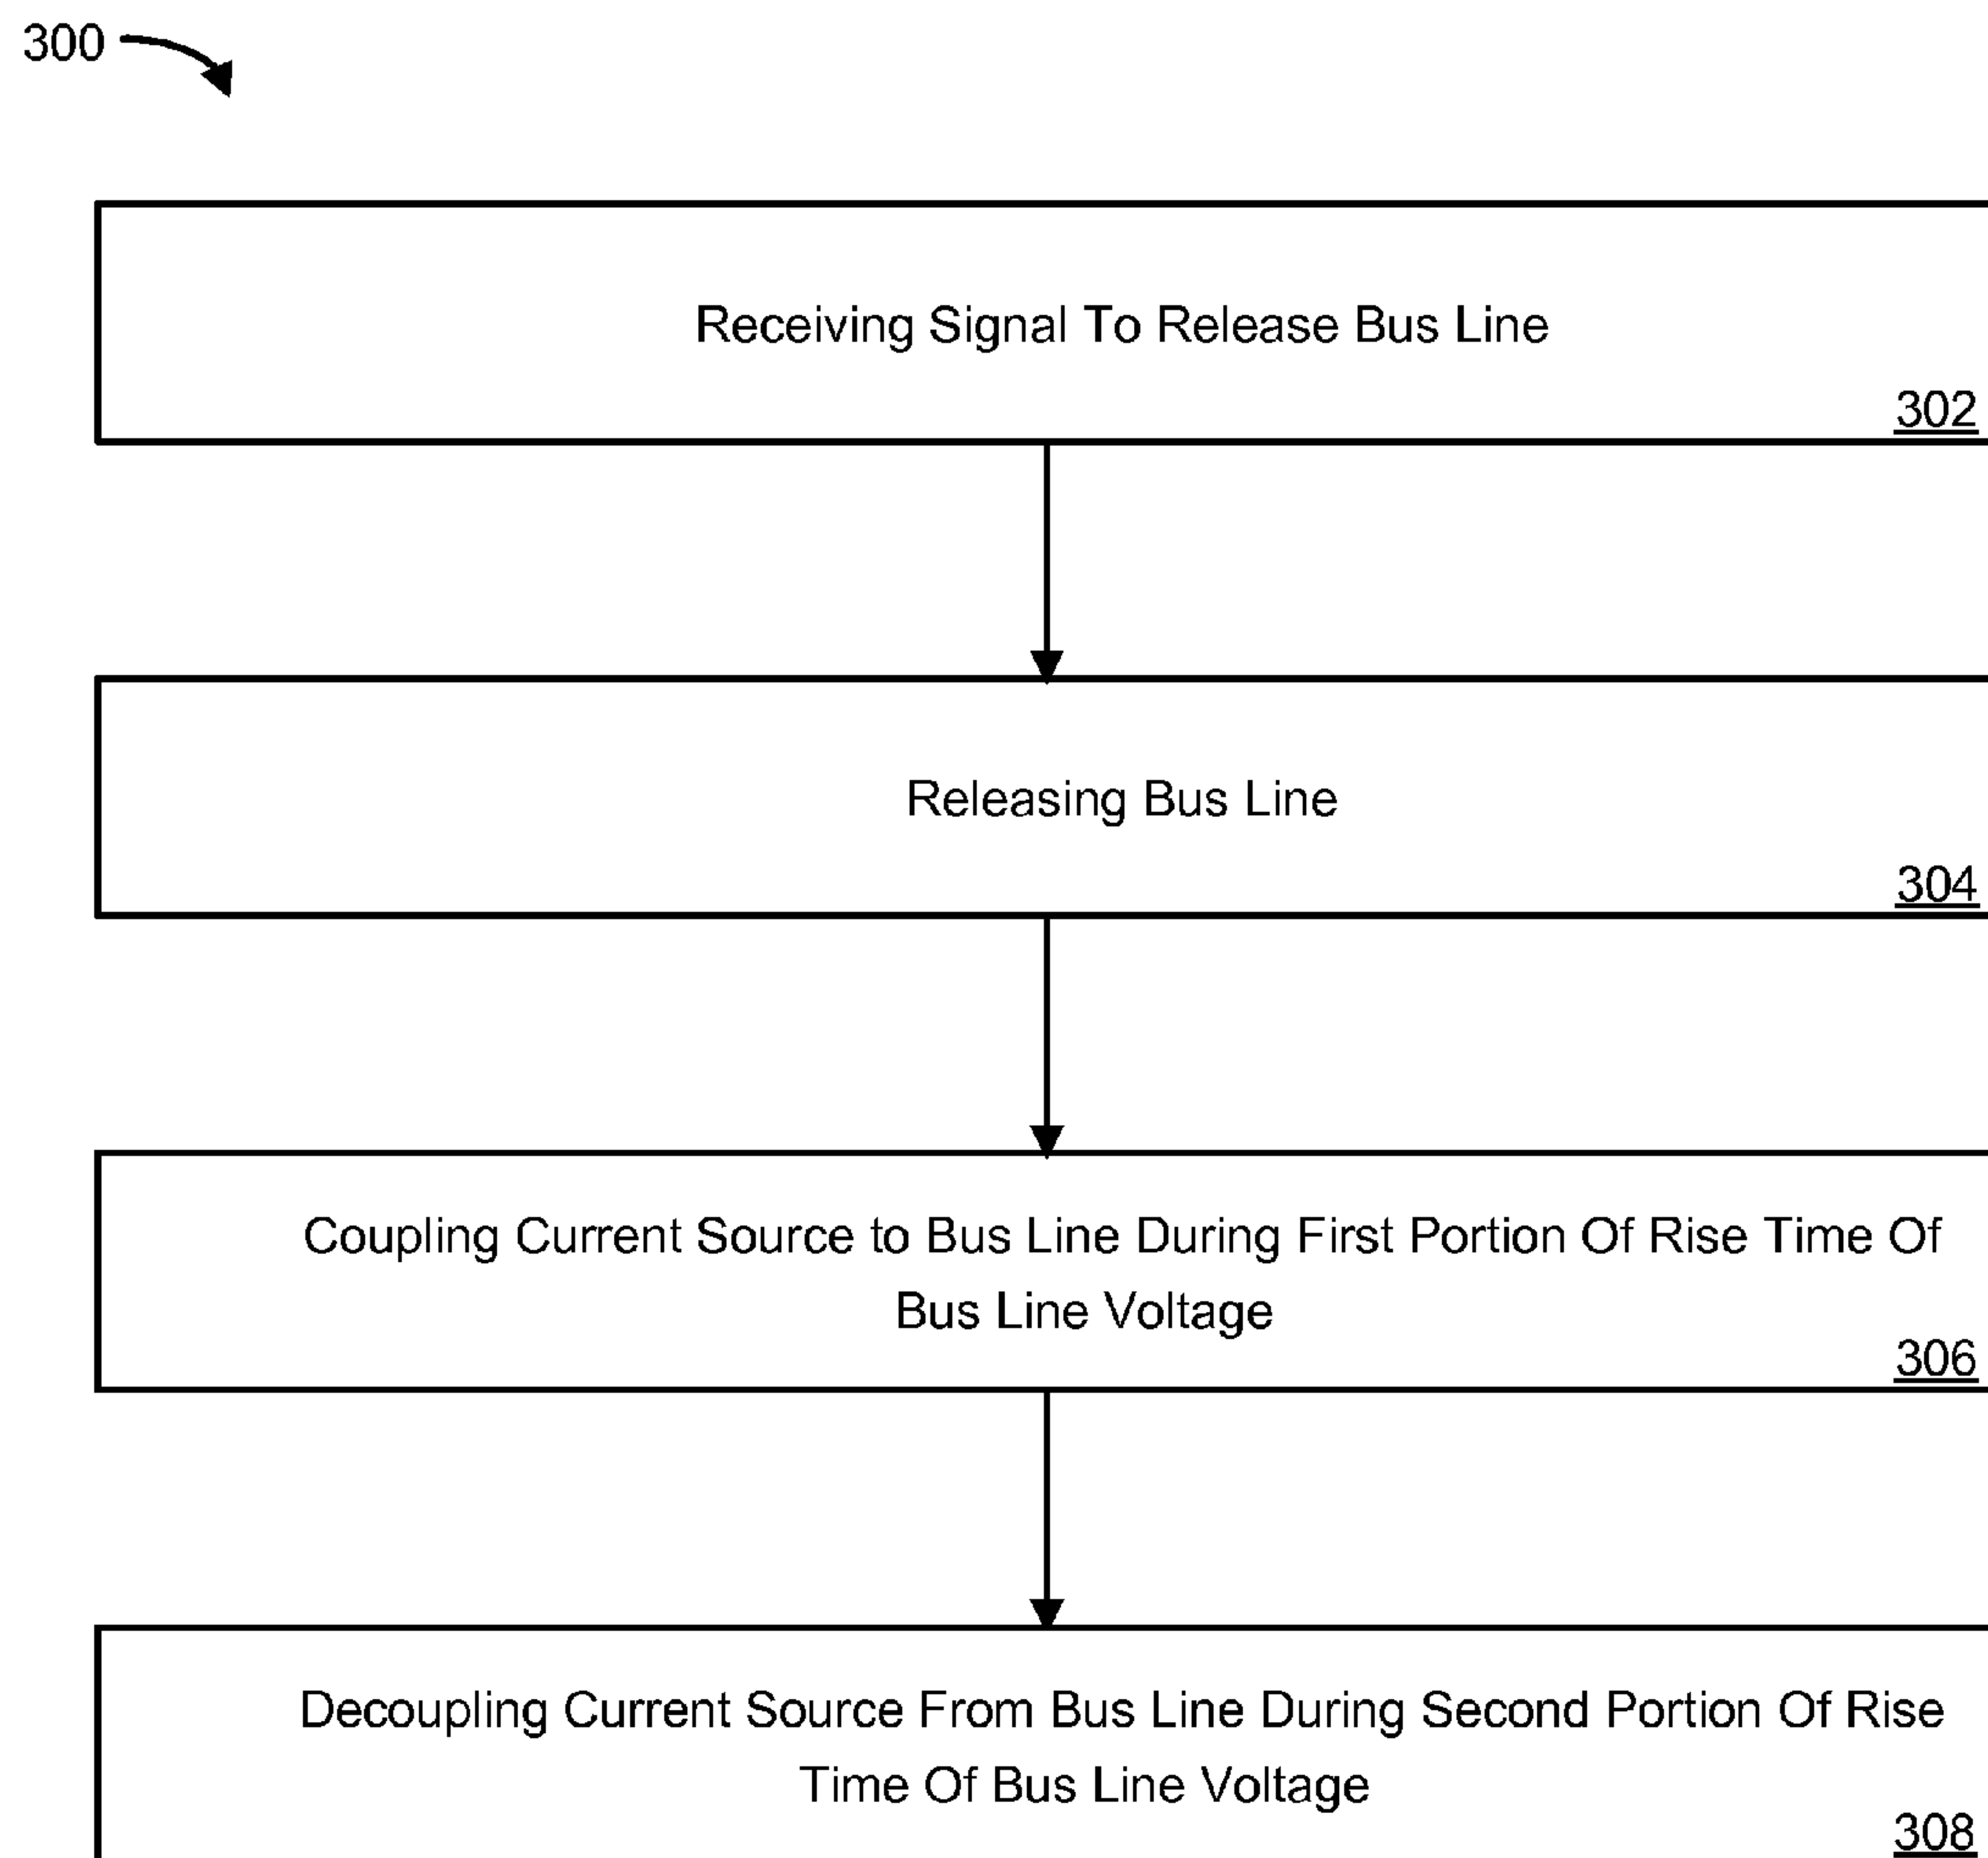 300
Receiving Signal To Release Bus Line
302
Releasing Bus Line
304
Coupling Current Source to Bus Line During First Portion Of Rise Time Of
Bus Line Voltage
306
Decoupling Current Source From Bus Line During Second Portion Of Rise
Time Of Bus Line Voltage
308